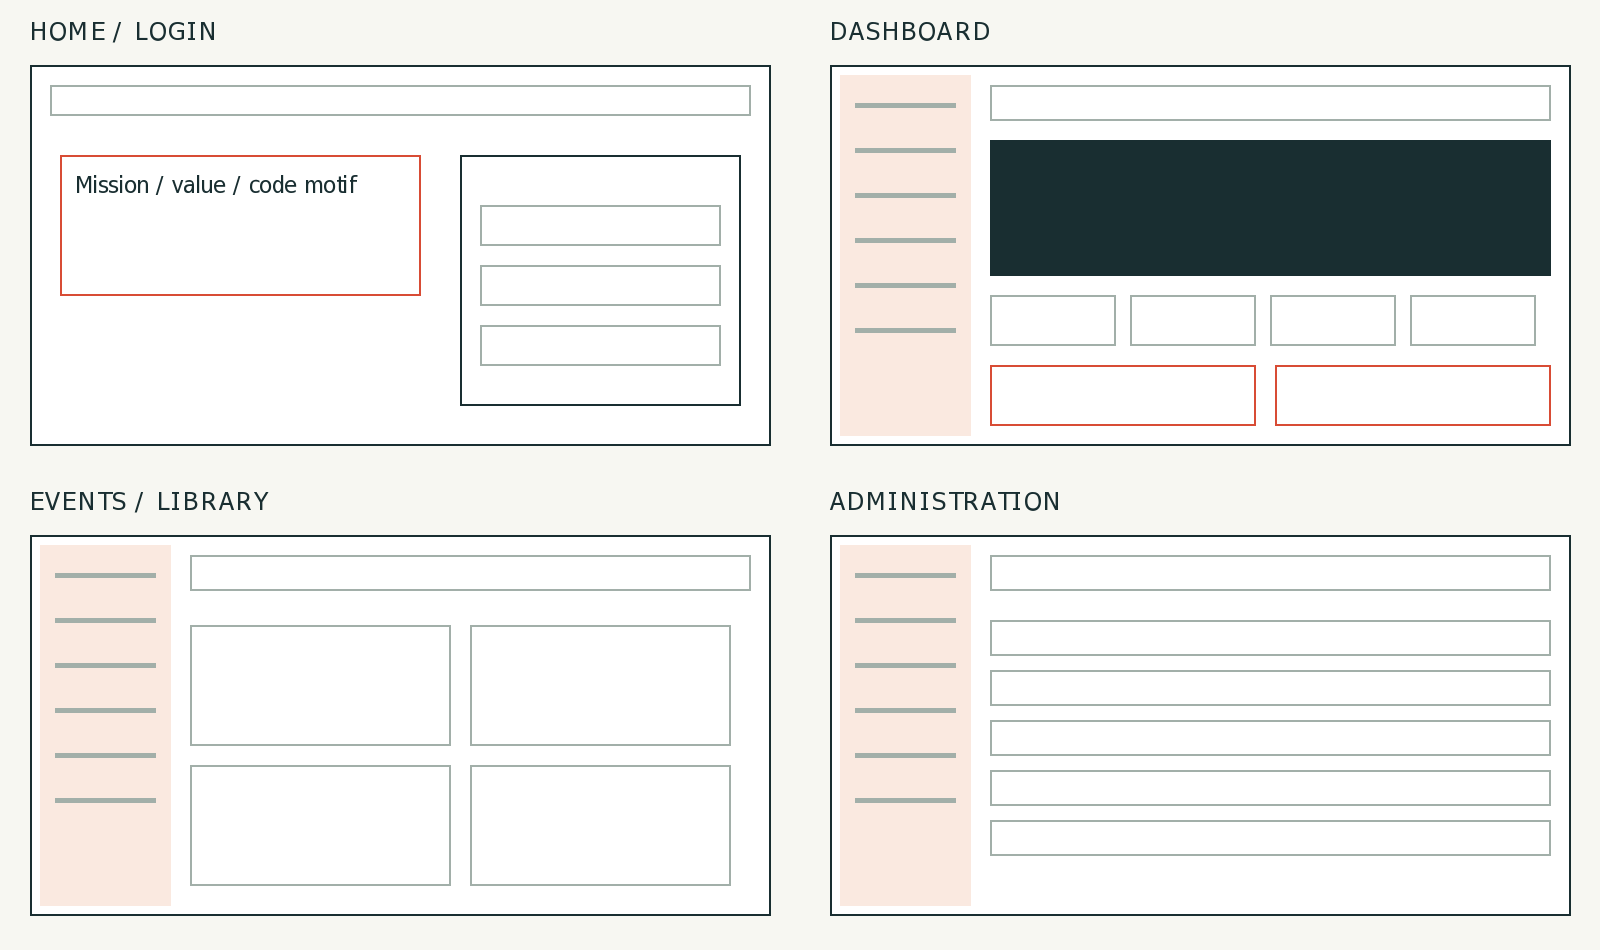 HOME / LOGIN
DASHBOARD
Mission / value / code motif
EVENTS / LIBRARY
ADMINISTRATION